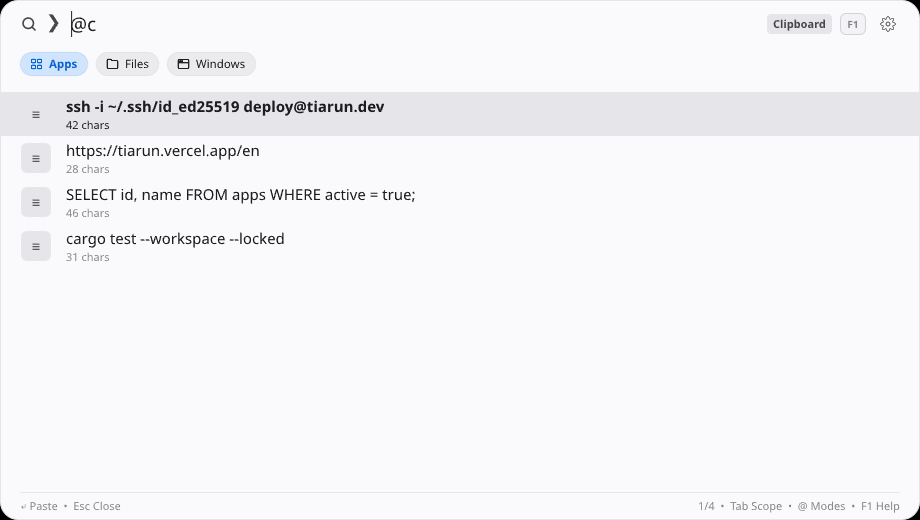 ❯ @c Clipboard F1
Apps Files Windows
ssh -i ~/.ssh/id_ed25519 deploy@tiarun.dev
42 chars
https://tiarun.vercel.app/en
28 chars
SELECT id, name FROM apps WHERE active = true;
46 chars
cargo test --workspace --locked
31 chars
↵ Paste • Esc Close 1/4 • Tab Scope • @ Modes • F1 Help